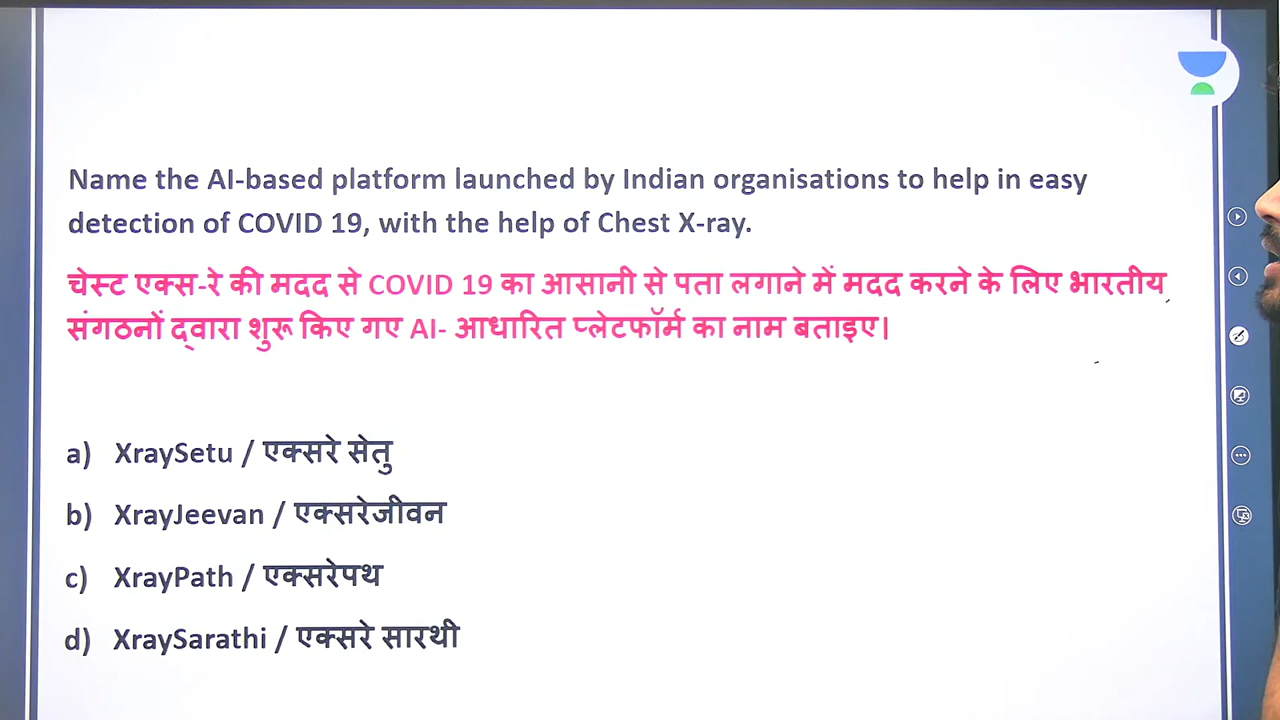 Name the AI-based platform launched by Indian organisations to help in easy
detection of COVID 19, with the help of Chest X-ray.
चेस्ट एक्स-रे की मदद से COVID 19 का आसानी से पता लगाने में मदद करने के लिए भारतीय
संगठनों द्वारा शुरू किए गए AI- आधारित प्लेटफॉर्म का नाम बताइए।
a) XraySetu / एक्सरे सेतु
b) XrayJeevan / एक्सरेजीवन
c) XrayPath / एक्सरेपथ
d) XraySarathi / एक्सरे सारथी